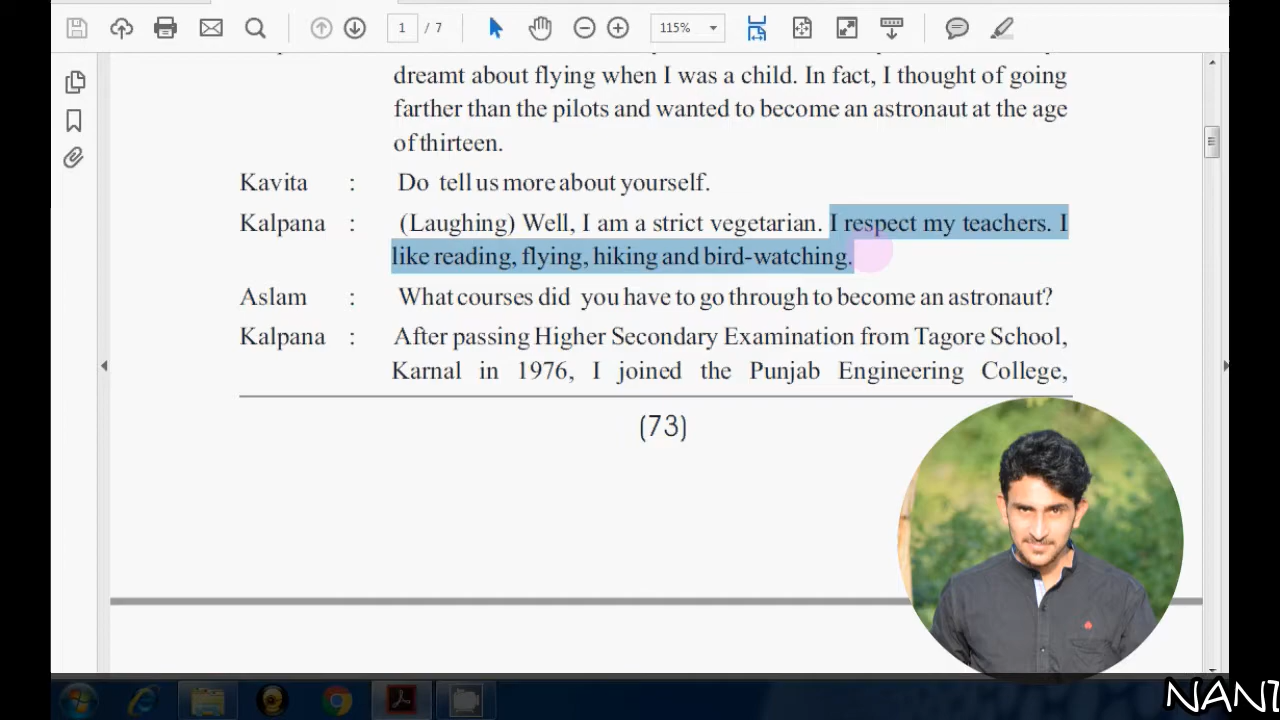 1 / 7
115%
dreamt about flying when I was a child. In fact, I thought of going
farther than the pilots and wanted to become an astronaut at the age
of thirteen.
Kavita : Do tell us more about yourself.
Kalpana : (Laughing) Well, I am a strict vegetarian. I respect my teachers. I
like reading, flying, hiking and bird-watching.
Aslam : What courses did you have to go through to become an astronaut?
Kalpana : After passing Higher Secondary Examination from Tagore School,
Karnal in 1976, I joined the Punjab Engineering College,
(73)